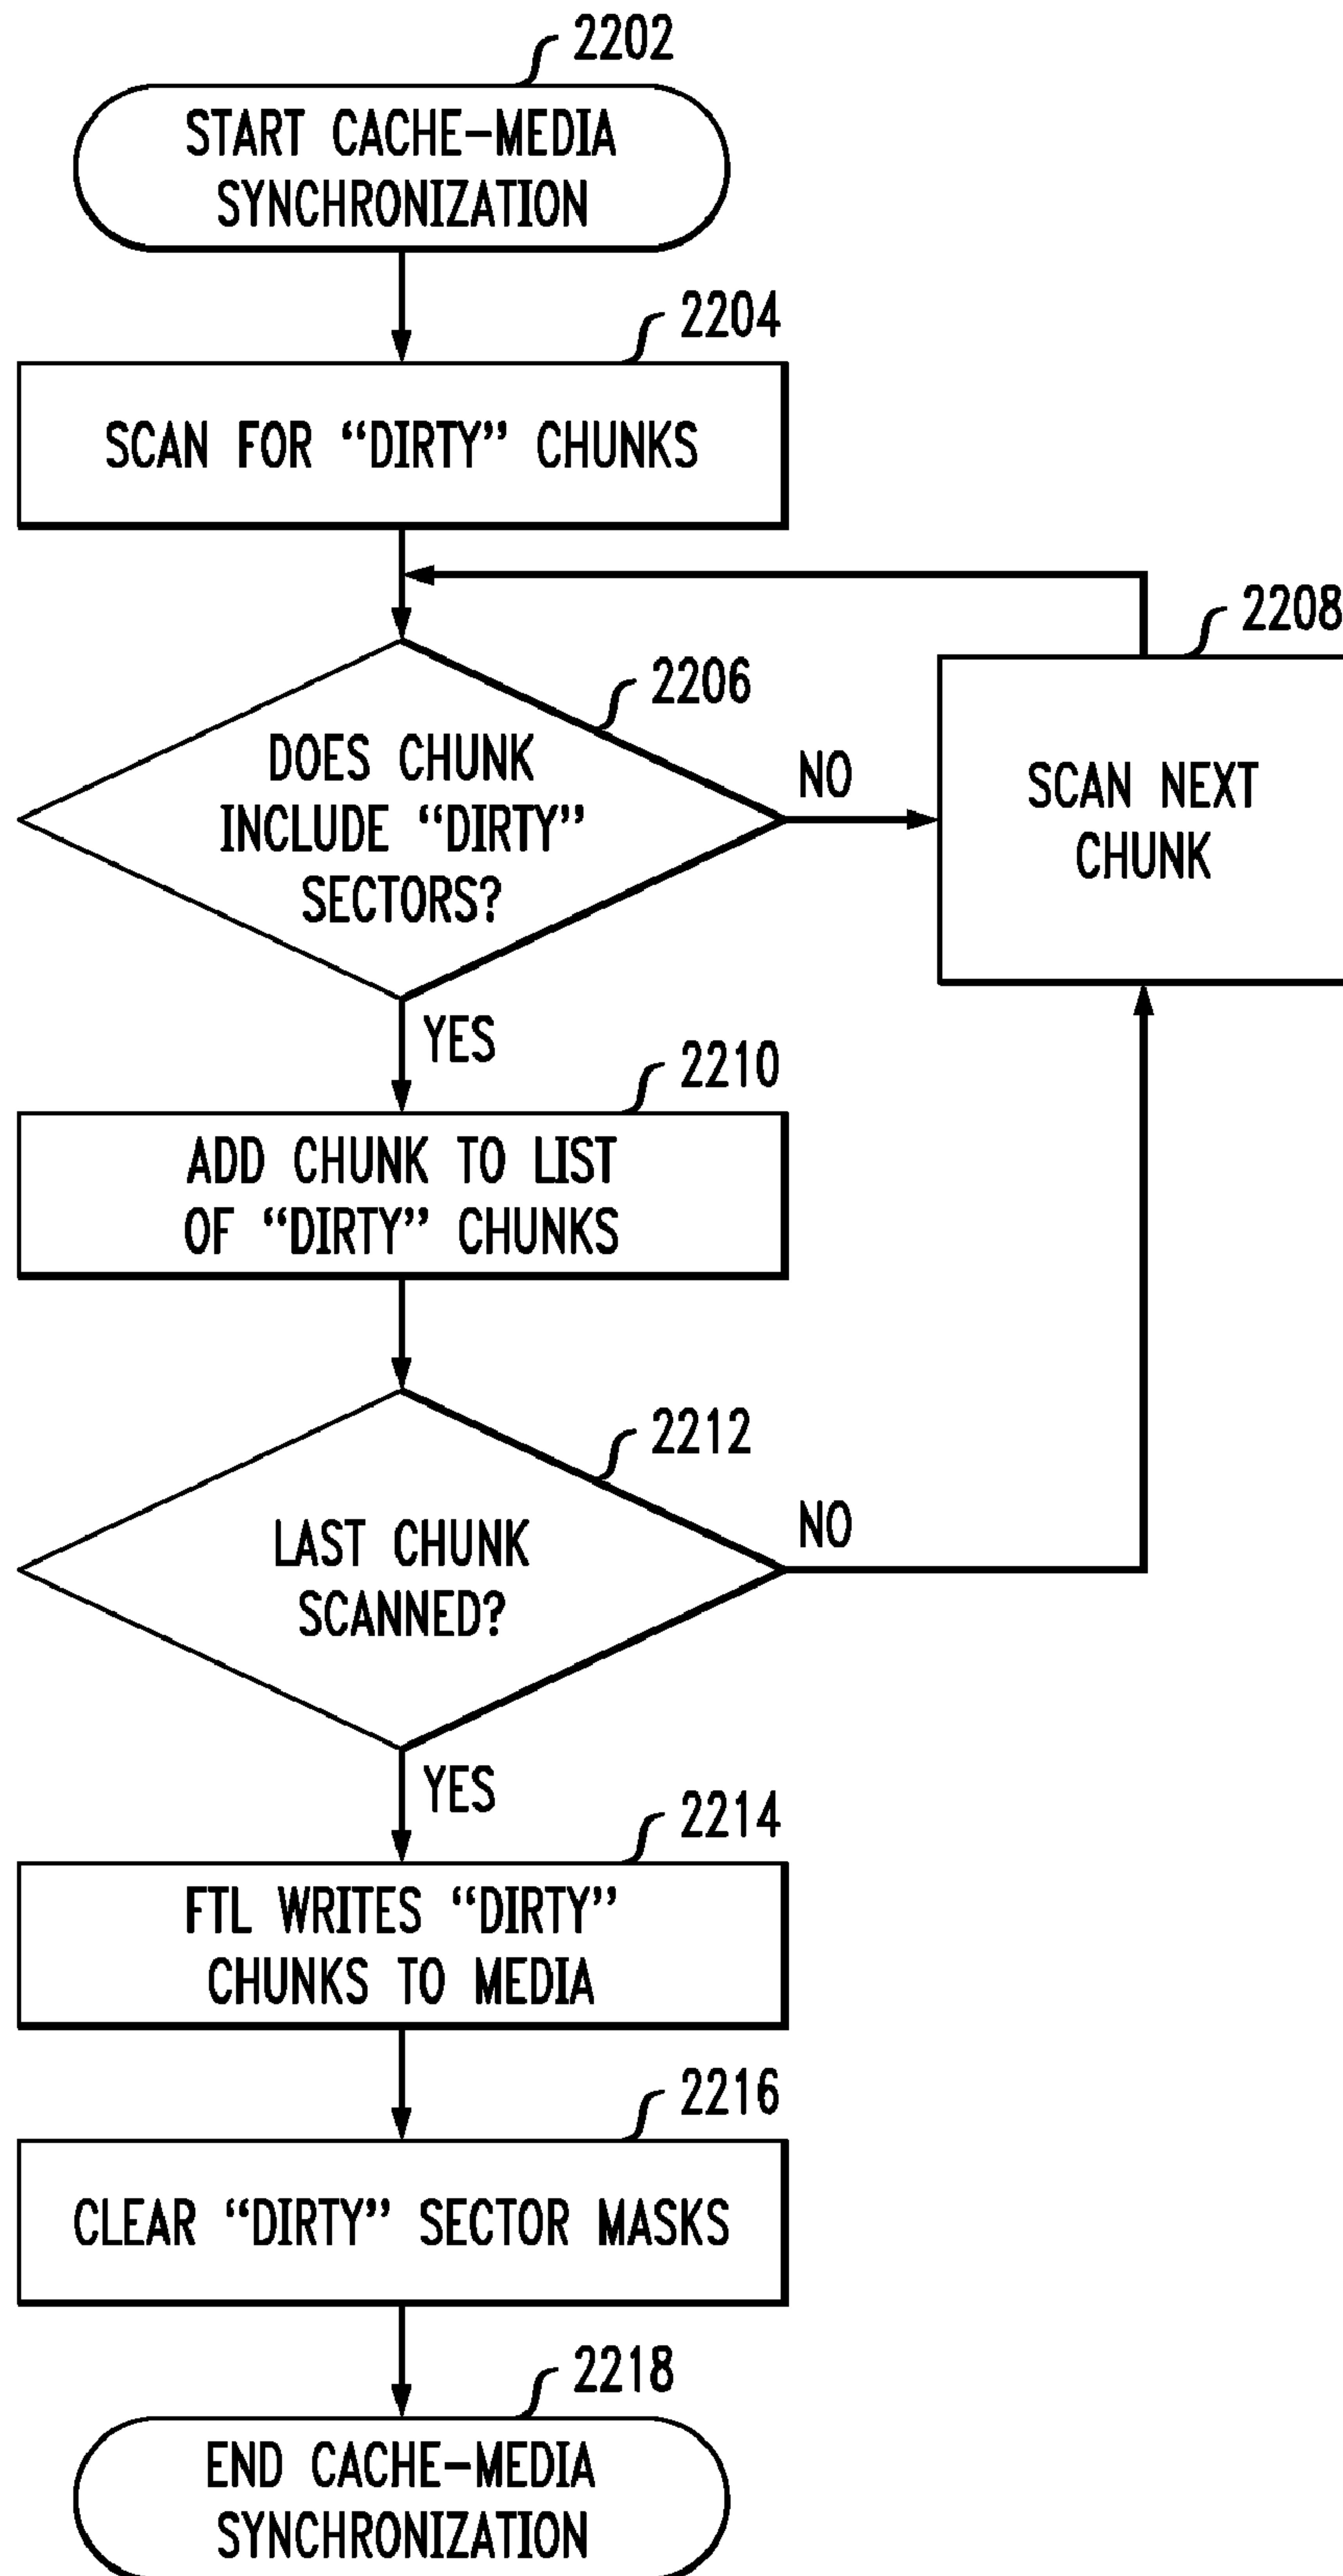 2202
START CACHE-MEDIA
SYNCHRONIZATION
2204
SCAN FOR “DIRTY” CHUNKS
2206
DOES CHUNK
INCLUDE “DIRTY”
SECTORS?
NO
2208
SCAN NEXT
CHUNK
YES
2210
ADD CHUNK TO LIST
OF “DIRTY” CHUNKS
2212
LAST CHUNK
SCANNED?
NO
YES
2214
FTL WRITES “DIRTY”
CHUNKS TO MEDIA
2216
CLEAR “DIRTY” SECTOR MASKS
2218
END CACHE-MEDIA
SYNCHRONIZATION